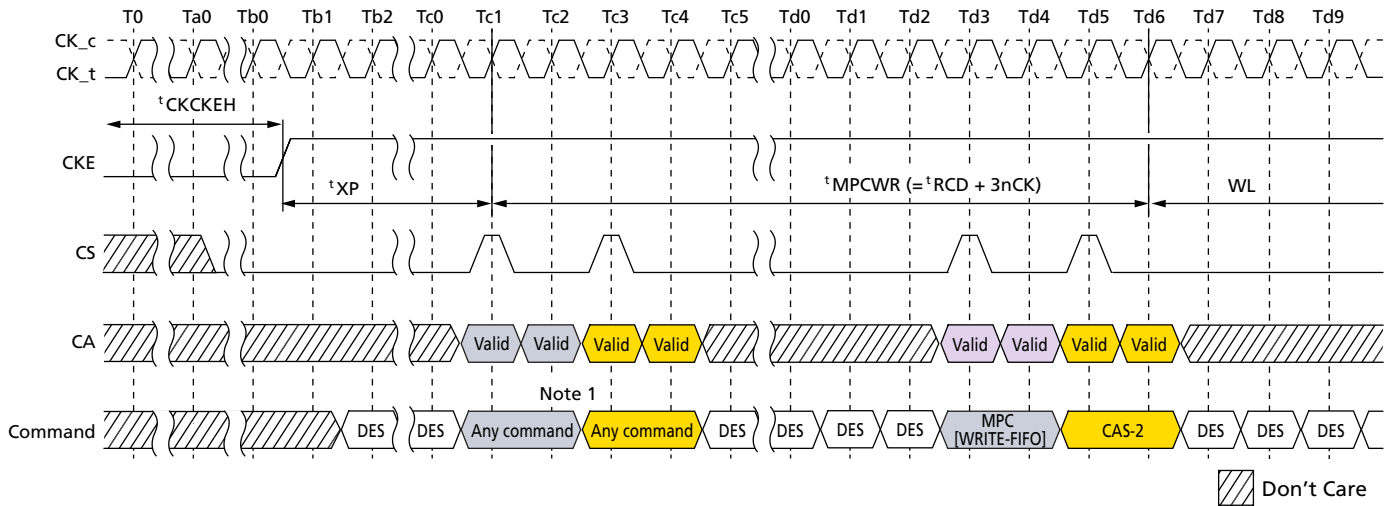 T0 Ta0 Tb0 Tb1 Tb2 Tc0 Tc1 Tc2 Tc3 Tc4 Tc5 Td0 Td1 Td2 Td3 Td4 Td5 Td6 Td7 Td8 Td9
CK_c
CK_t
tCKCKEH
CKE
tXP tMPCWR (= tRCD + 3nCK) WL
CS
CA Valid Valid Valid Valid Valid Valid Valid Valid
Note 1
Command DES DES Any command Any command DES DES DES DES MPC [WRITE-FIFO] CAS-2 DES DES DES
Don't Care